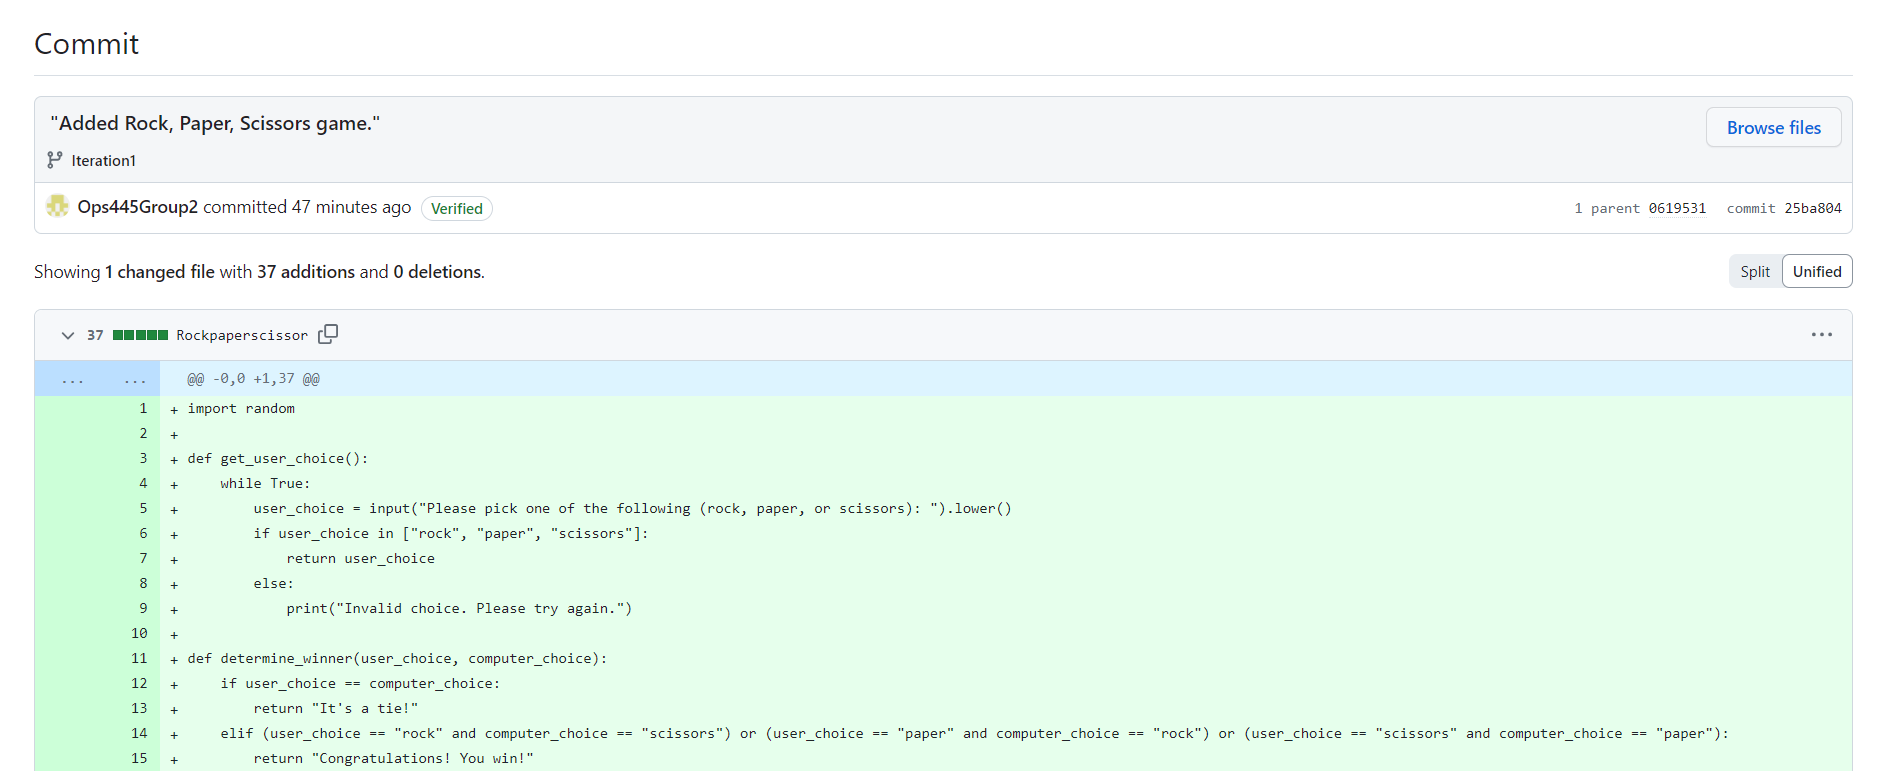 Commit
"Added Rock, Paper, Scissors game."
Browse files
Iteration1
Ops445Group2 committed 47 minutes ago Verified
1 parent 0619531 commit 25ba804
Showing 1 changed file with 37 additions and 0 deletions.
Split Unified
37 Rockpaperscissor
... ... @@ -0,0 +1,37 @@
1 + import random
2 +
3 + def get_user_choice():
4 +     while True:
5 +         user_choice = input("Please pick one of the following (rock, paper, or scissors): ").lower()
6 +         if user_choice in ["rock", "paper", "scissors"]:
7 +             return user_choice
8 +         else:
9 +             print("Invalid choice. Please try again.")
10 +
11 + def determine_winner(user_choice, computer_choice):
12 +     if user_choice == computer_choice:
13 +         return "It's a tie!"
14 +     elif (user_choice == "rock" and computer_choice == "scissors") or (user_choice == "paper" and computer_choice == "rock") or (user_choice == "scissors" and computer_choice == "paper"):
15 +         return "Congratulations! You win!"